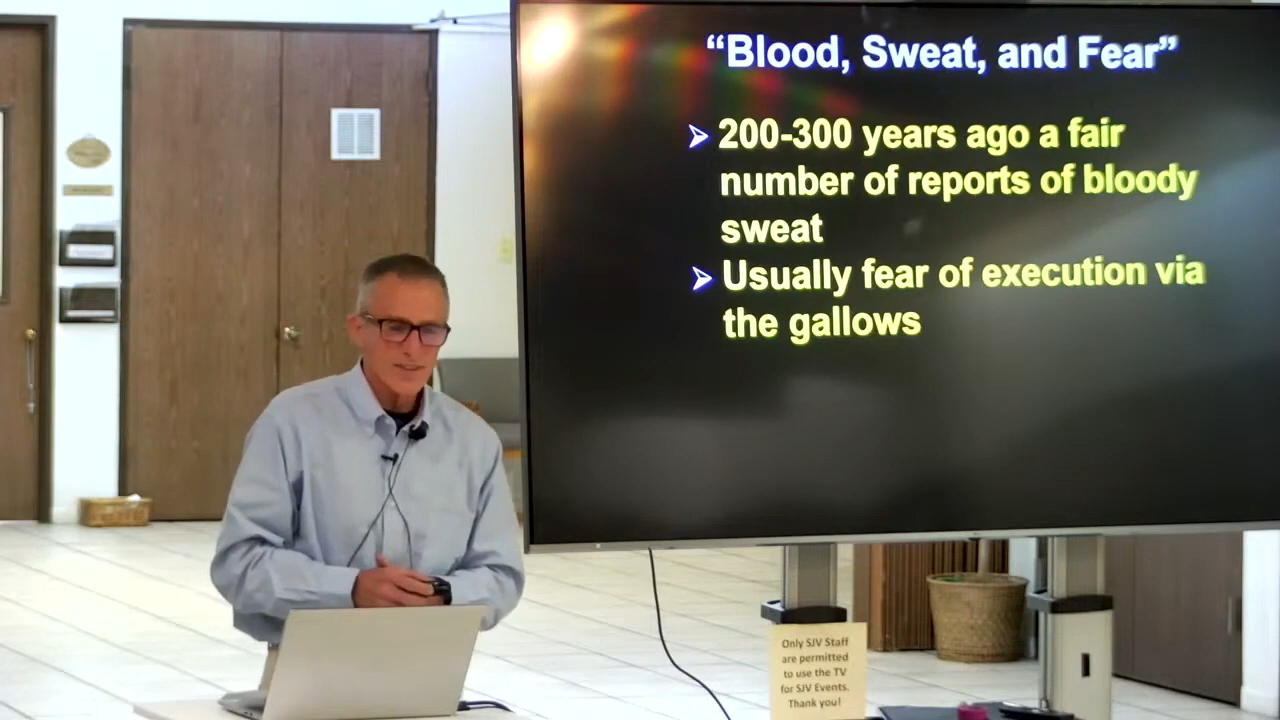 “Blood, Sweat, and Fear”
200-300 years ago a fair
number of reports of bloody
sweat
Usually fear of execution via
the gallows
Only SJV Staff
are permitted
to use the TV
for SJV Events.
Thank you!